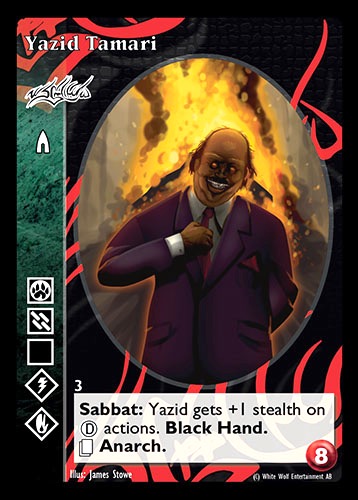 Yazid Tamari
3
Sabbat: Yazid gets +1 stealth on
Ⓓ actions. Black Hand.
Anarch.
8
Illus: James Stowe
(C) White Wolf Entertainment AB